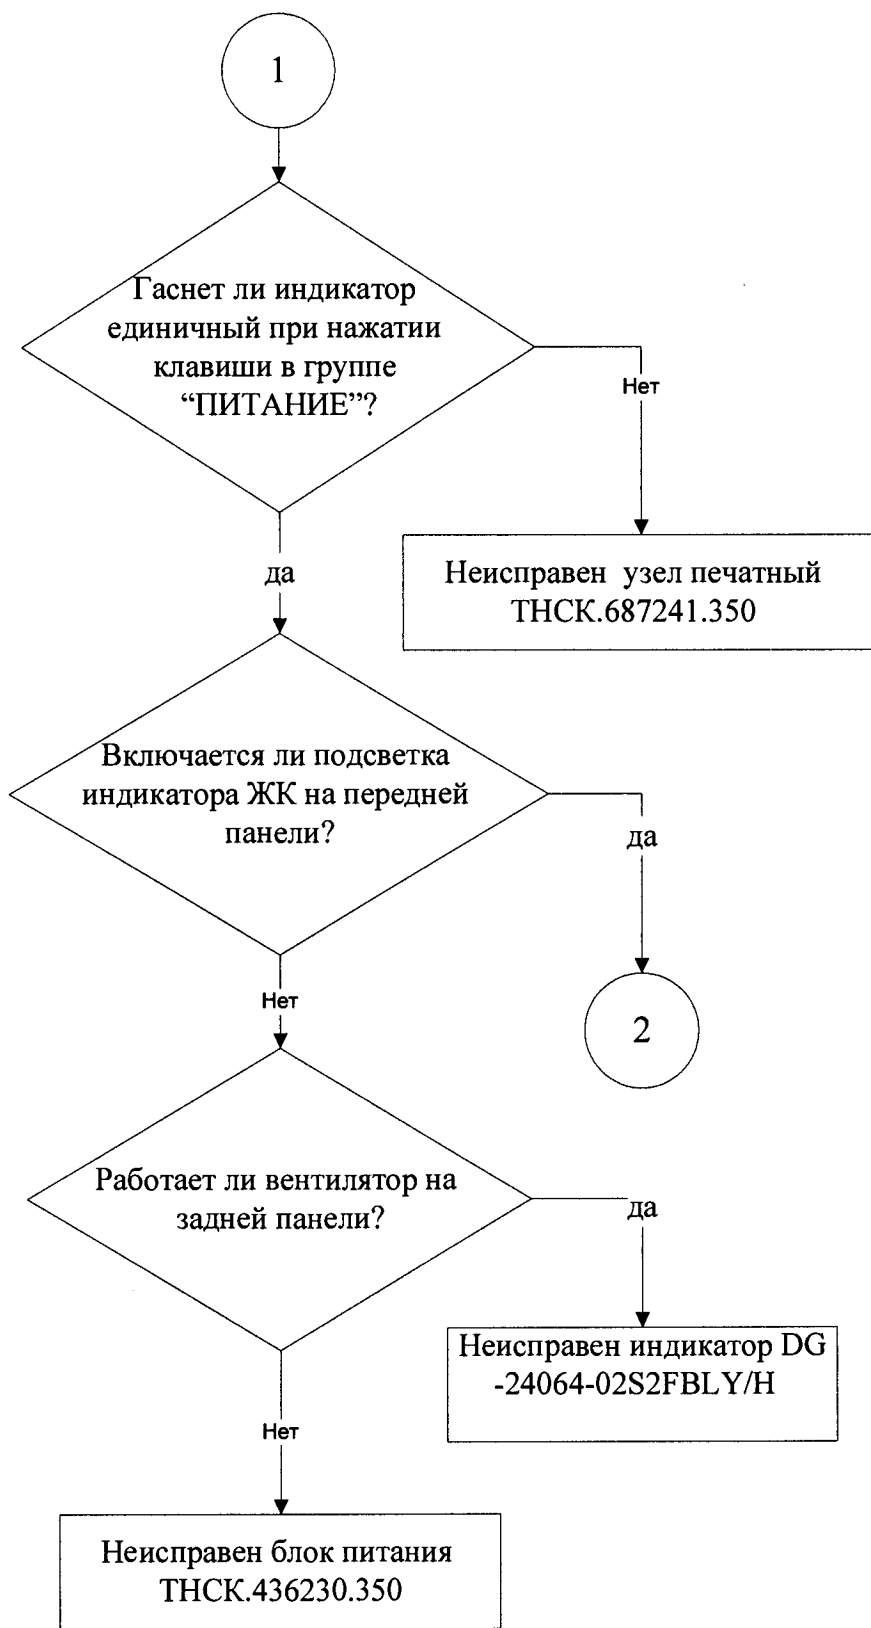 1
Гаснет ли индикатор
единичный при нажатии
клавиши в группе
“ПИТАНИЕ”?
Нет
Неисправен узел печатный
ТНСК.687241.350
да
Включается ли подсветка
индикатора ЖК на передней
панели?
да
Нет
2
Работает ли вентилятор на
задней панели?
да
Неисправен индикатор DG
-24064-02S2FBLY/H
Нет
Неисправен блок питания
ТНСК.436230.350